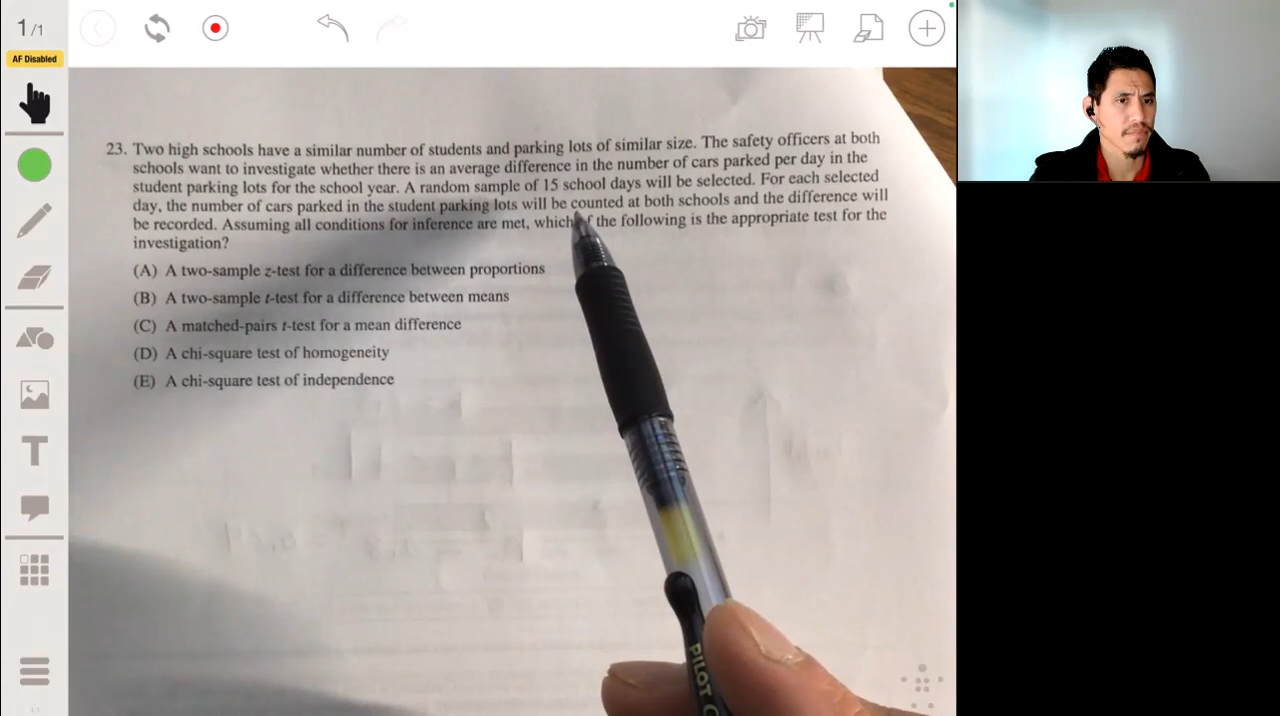 1/1
AF Disabled
23. Two high schools have a similar number of students and parking lots of similar size. The safety officers at both
schools want to investigate whether there is an average difference in the number of cars parked per day in the
student parking lots for the school year. A random sample of 15 school days will be selected. For each selected
day, the number of cars parked in the student parking lots will be counted at both schools and the difference will
be recorded. Assuming all conditions for inference are met, which of the following is the appropriate test for the
investigation?
(A) A two-sample z-test for a difference between proportions
(B) A two-sample t-test for a difference between means
(C) A matched-pairs t-test for a mean difference
(D) A chi-square test of homogeneity
(E) A chi-square test of independence
T
PILOT G